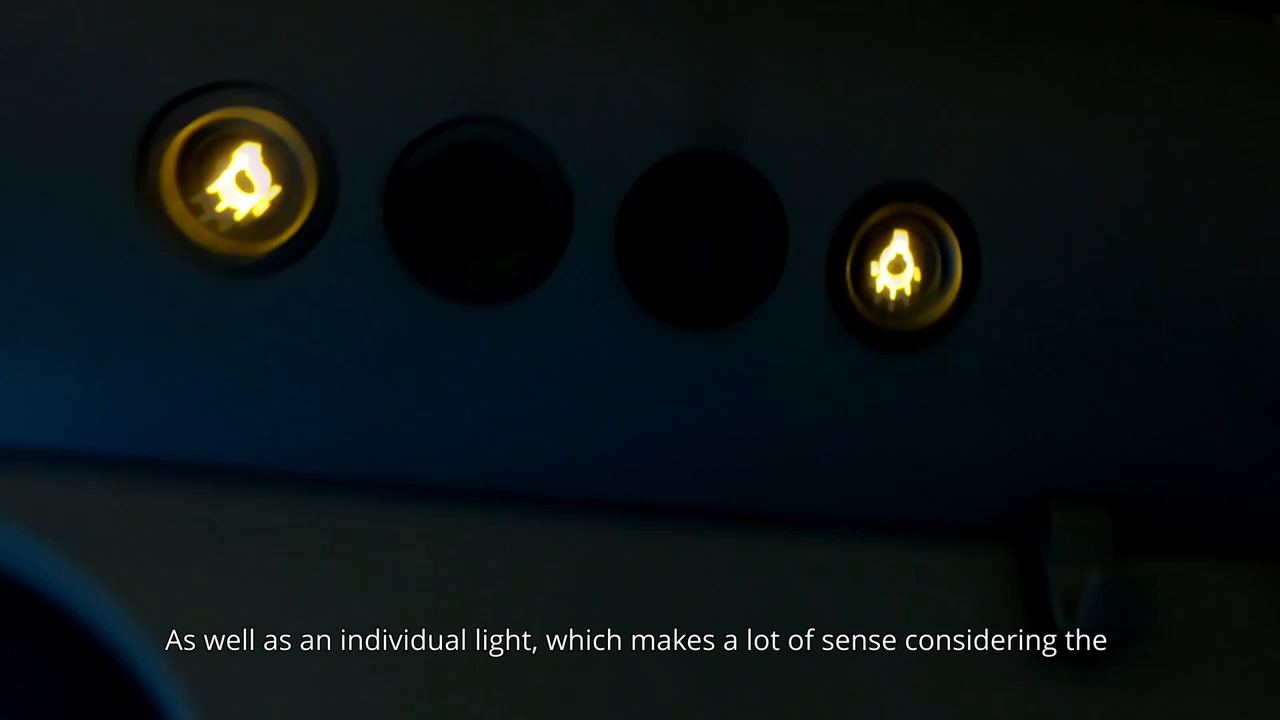 As well as an individual light, which makes a lot of sense considering the